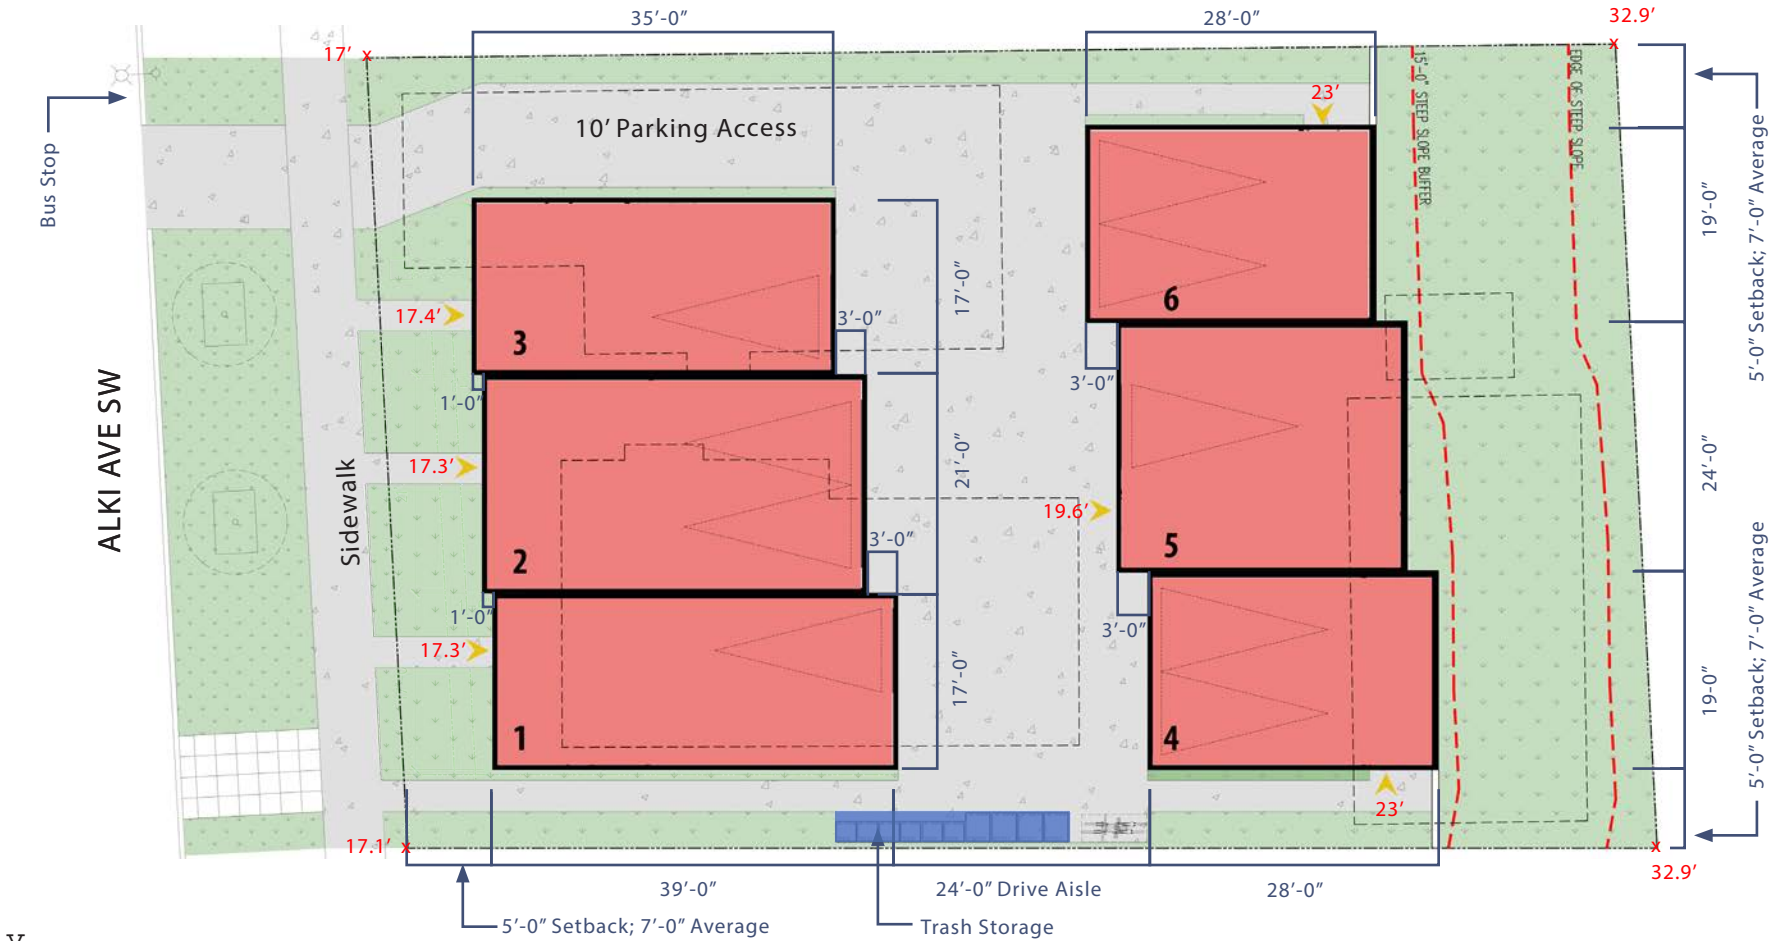 35'-0"
28'-0"
32.9'
17' x
x
15'-0" STEEP SLOPE BUFFER
EDGE OF STEEP SLOPE
23'
10' Parking Access
Bus Stop
5'-0" Setback; 7'-0" Average
19'-0"
17'-0"
6
17.4'
3'-0"
3
3'-0"
1'-0"
ALKI AVE SW
Sidewalk
17.3'
21'-0"
24'-0"
19.6'
3'-0"
5
2
1'-0"
3'-0"
17.3'
17'-0"
19-0"
5'-0" Setback; 7'-0" Average
1
4
23'
17.1' x
x
32.9'
39'-0"
24'-0" Drive Aisle
28'-0"
5'-0" Setback; 7'-0" Average
Trash Storage
y